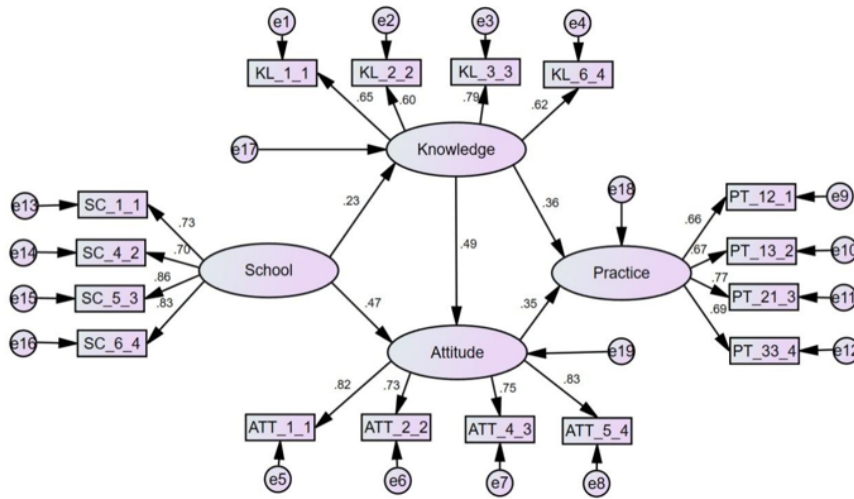 e1
e2
e3
e4
KL_1_1
KL_2_2
KL_3_3
KL_6_4
.65
.60
.79
.62
e17
Knowledge
e18
e13
SC_1_1
.73
.23
.36
.66
PT_12_1
e9
e14
SC_4_2
.70
.49
.67
PT_13_2
e10
School
Practice
e15
SC_5_3
.86
.77
PT_21_3
e11
e16
SC_6_4
.83
.47
.35
.69
PT_33_4
e12
Attitude
e19
.82
.73
.75
.83
ATT_1_1
ATT_2_2
ATT_4_3
ATT_5_4
e5
e6
e7
e8